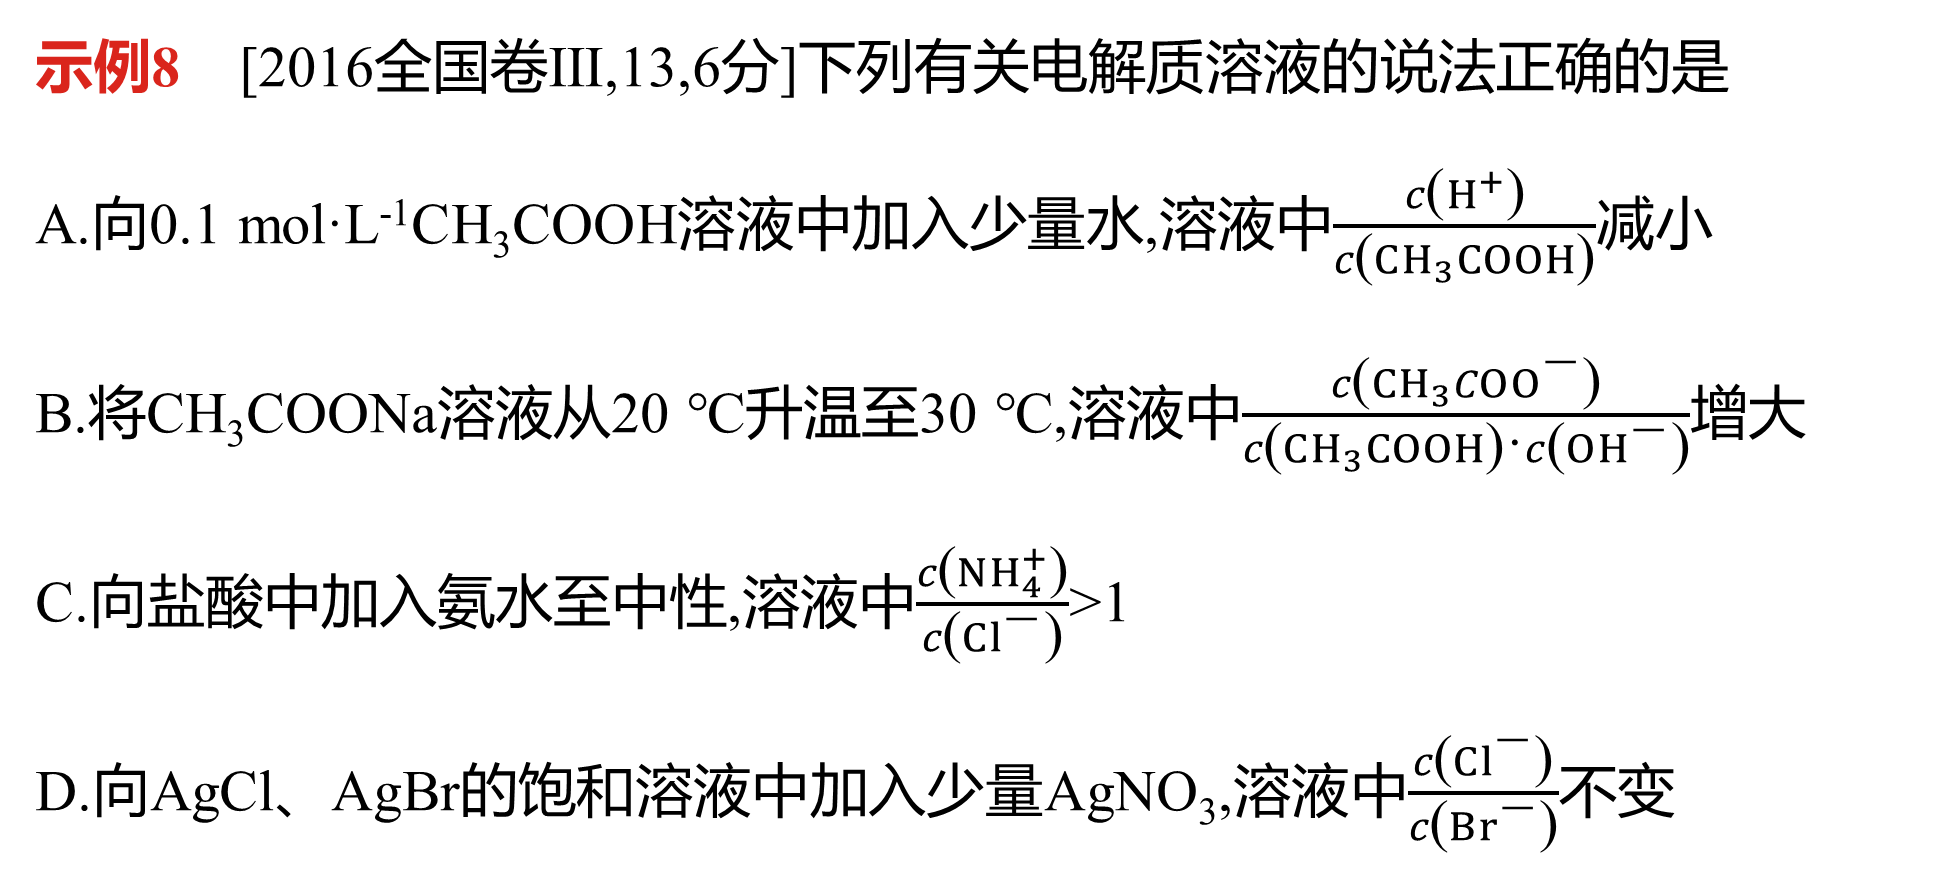 示例8 [2016全国卷III,13,6分]下列有关电解质溶液的说法正确的是
A.向0.1 mol·L⁻¹CH₃COOH溶液中加入少量水,溶液中c(H⁺)/c(CH₃COOH)减小
B.将CH₃COONa溶液从20 ℃升温至30 ℃,溶液中c(CH₃COO⁻)/c(CH₃COOH)·c(OH⁻)增大
C.向盐酸中加入氨水至中性,溶液中c(NH₄⁺)/c(Cl⁻)>1
D.向AgCl、AgBr的饱和溶液中加入少量AgNO₃,溶液中c(Cl⁻)/c(Br⁻)不变